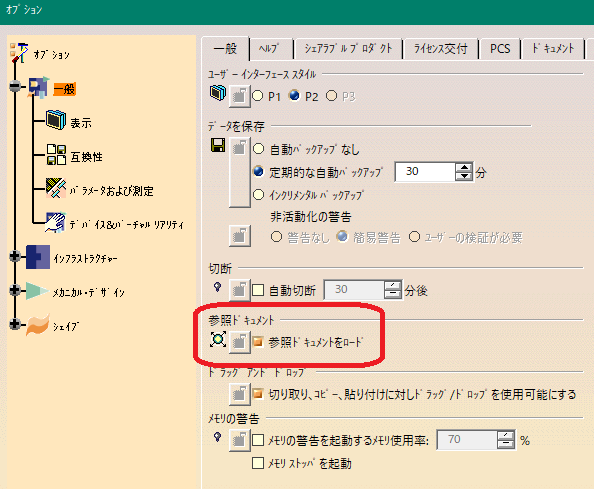 オプション
オプション
一般
表示
互換性
パラメータおよび測定
デバイス&バーチャル リアリティ
インフラストラクチャー
メカニカル・デザイン
シェイプ
一般 ヘルプ シェアラブル プロダクト ライセンス交付 PCS ドキュメント
ユーザー インターフェース スタイル
P1 P2 P3
データを保存
自動バックアップなし
定期的な自動バックアップ 30 分
インクリメンタル バックアップ
非活動化の警告
警告なし 簡易警告 ユーザーの検証が必要
切断
自動切断 30 分後
参照ドキュメント
参照ドキュメントをロード
ドラッグ アンド ドロップ
切り取り、コピー、貼り付けに対しドラッグ/ドロップを使用可能にする
メモリの警告
メモリの警告を起動するメモリ使用率: 70 %
メモリ ストッパを起動